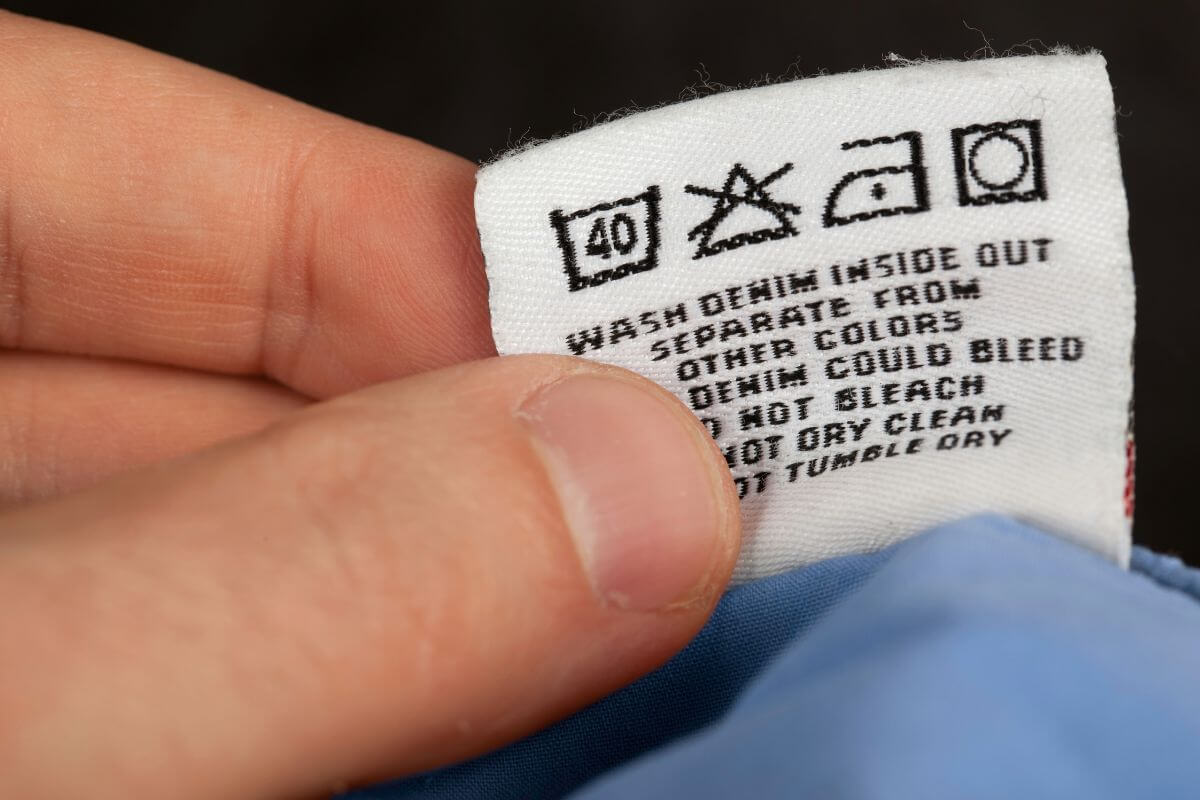 40
WASH DENIM INSIDE OUT
SEPARATE FROM
OTHER COLORS
DENIM COULD BLEED
NOT BLEACH
NOT DRY CLEAN
TUMBLE DRY